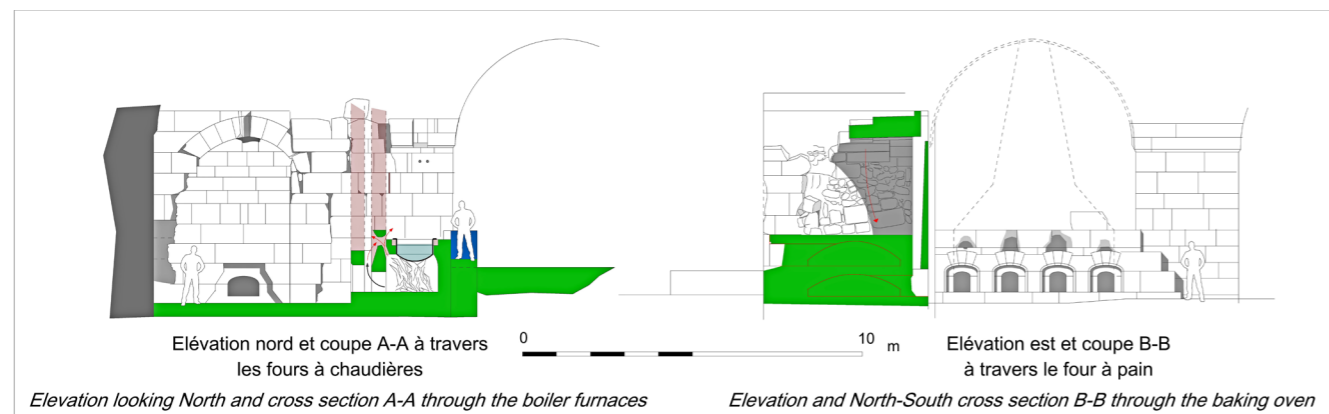 Elévation nord et coupe A-A à travers
les fours à chaudières
Elevation looking North and cross section A-A through the boiler furnaces
0 10
m
Elévation est et coupe B-B
à travers le four à pain
Elevation and North-South cross section B-B through the baking oven